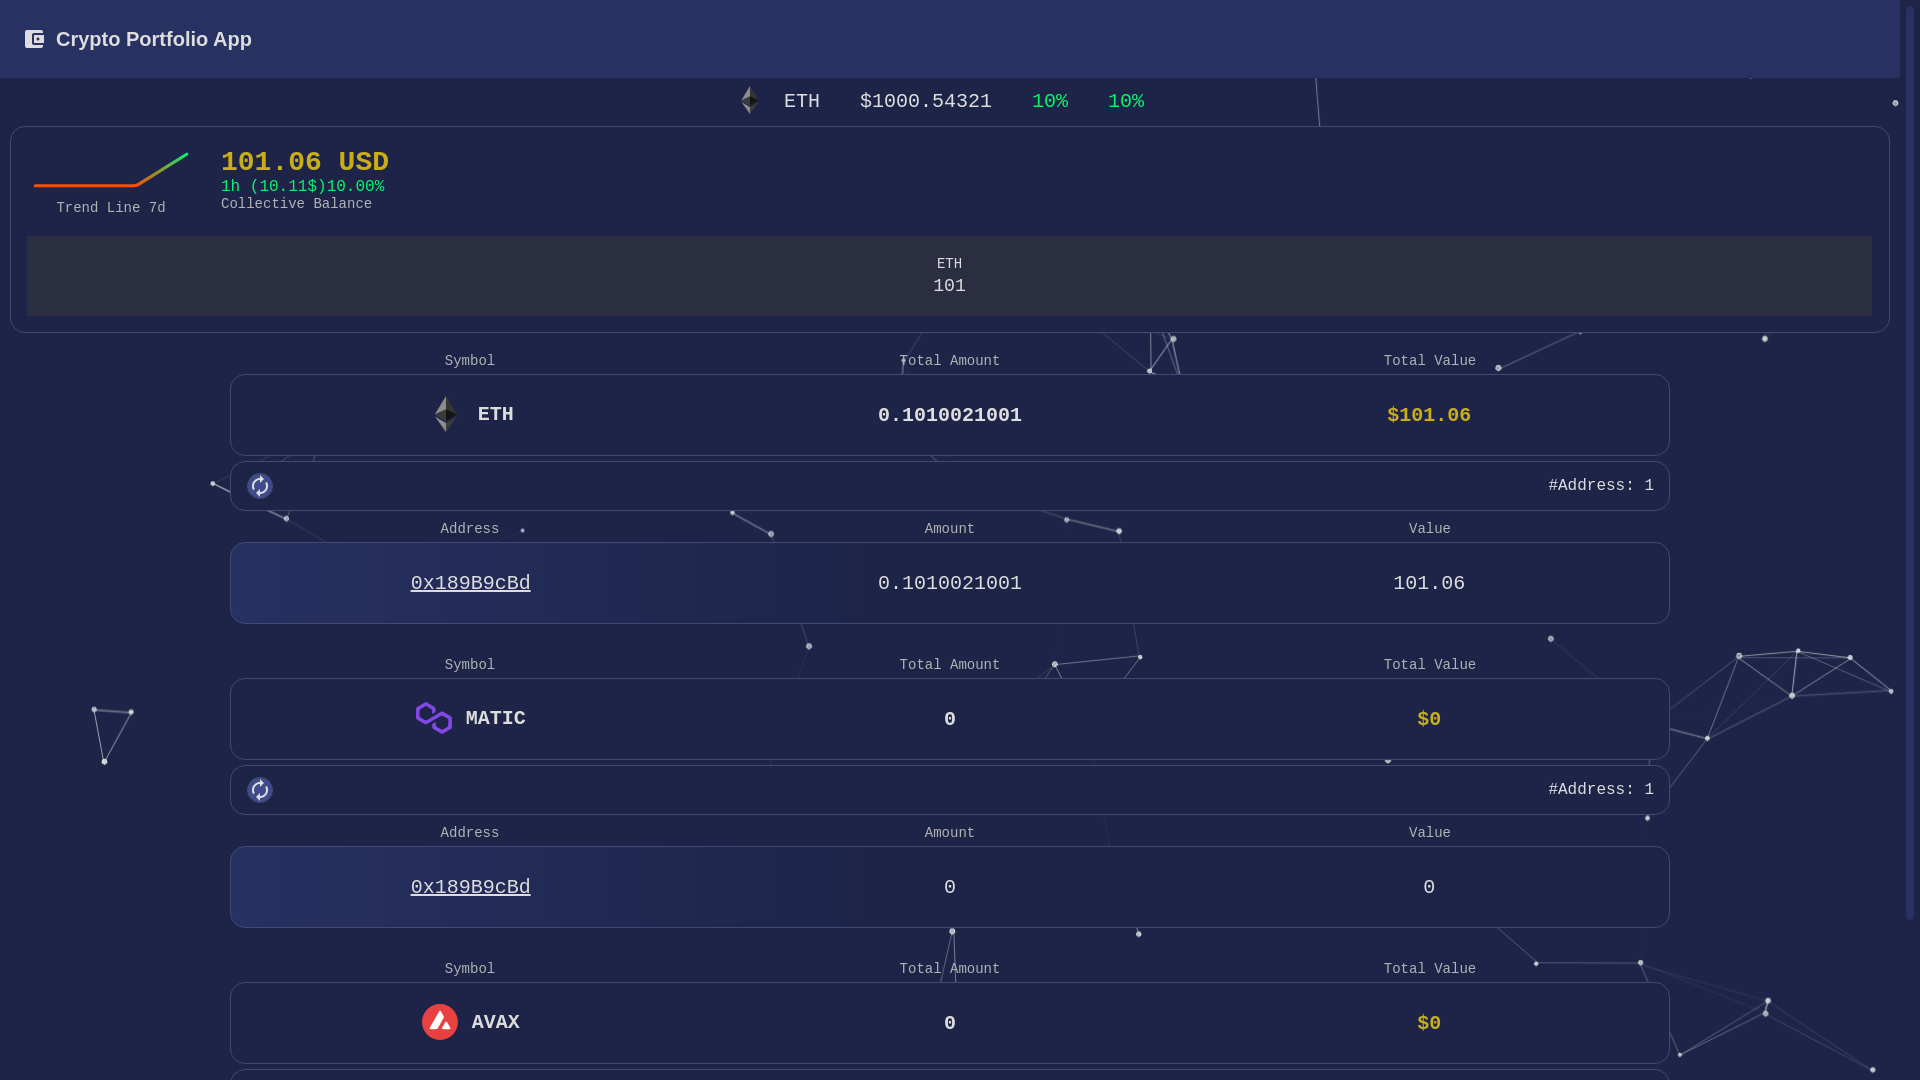 Crypto Portfolio App
ETH $1000.54321 10% 10%
101.06 USD
1h (10.11$)10.00%
Collective Balance
Trend Line 7d
ETH
101
Symbol Total Amount Total Value
ETH 0.1010021001 $101.06
#Address: 1
Address Amount Value
0x189B9cBd 0.1010021001 101.06
Symbol Total Amount Total Value
MATIC 0 $0
#Address: 1
Address Amount Value
0x189B9cBd 0 0
Symbol Total Amount Total Value
AVAX 0 $0